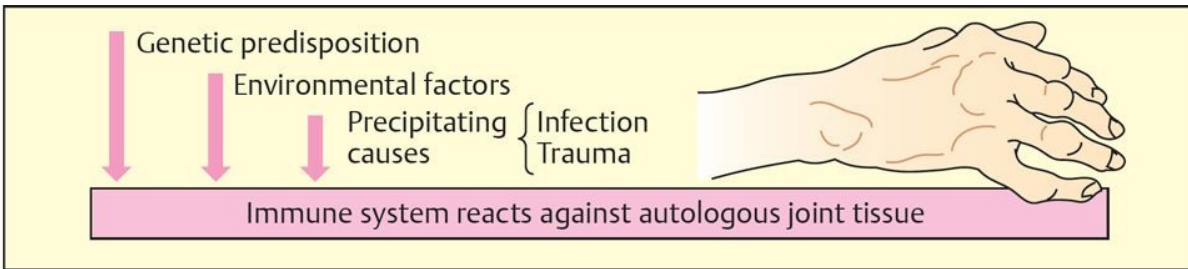 Genetic predisposition
Environmental factors
Precipitating causes
Infection
Trauma
Immune system reacts against autologous joint tissue